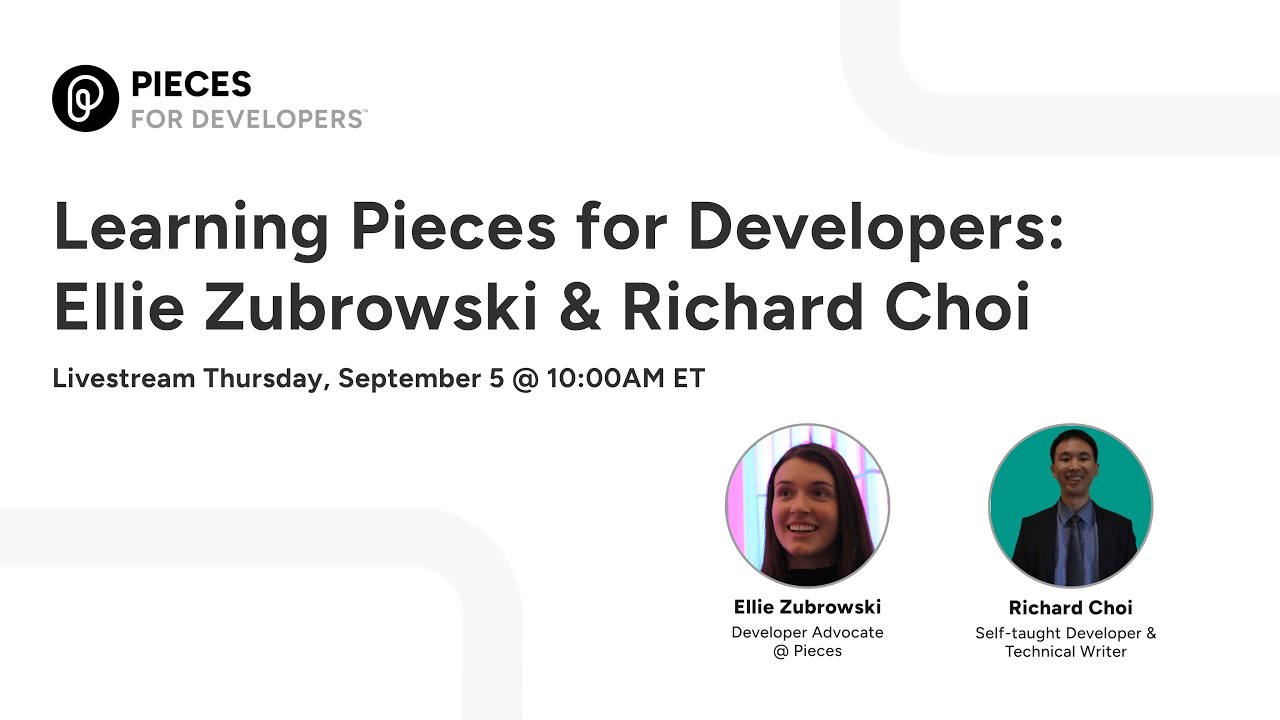 PIECES
FOR DEVELOPERS™
Learning Pieces for Developers:
Ellie Zubrowski & Richard Choi
Livestream Thursday, September 5 @ 10:00AM ET
Ellie Zubrowski
Developer Advocate
@ Pieces
Richard Choi
Self-taught Developer &
Technical Writer